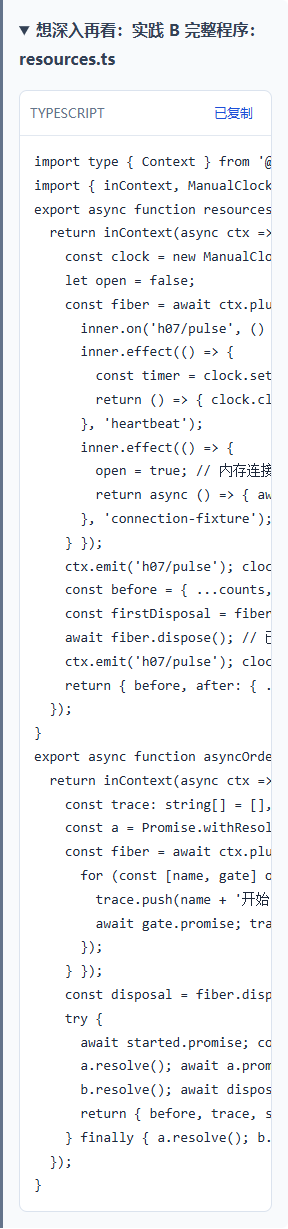 ▼ 想深入再看：实践 B 完整程序：
resources.ts
TYPESCRIPT
已复制
import type { Context } from '@
import { inContext, ManualClock
export async function resources
return inContext(async ctx =>
const clock = new ManualClo
let open = false;
const fiber = await ctx.plu
inner.on('h07/pulse', ()
inner.effect(() => {
const timer = clock.set
return () => { clock.cl
}, 'heartbeat');
inner.effect(() => {
open = true; // 内存连接
return async () => { aw
}, 'connection-fixture');
} });
ctx.emit('h07/pulse'); cloc
const before = { ...counts,
const firstDisposal = fiber
await fiber.dispose(); // 已
ctx.emit('h07/pulse'); cloc
return { before, after: { .
});
}
export async function asyncOrde
return inContext(async ctx =>
const trace: string[] = [],
const a = Promise.withResol
const fiber = await ctx.plu
for (const [name, gate] o
trace.push(name + '开始
await gate.promise; tra
});
} });
const disposal = fiber.disp
try {
await started.promise; co
a.resolve(); await a.prom
b.resolve(); await dispos
return { before, trace, s
} finally { a.resolve(); b.
});
}